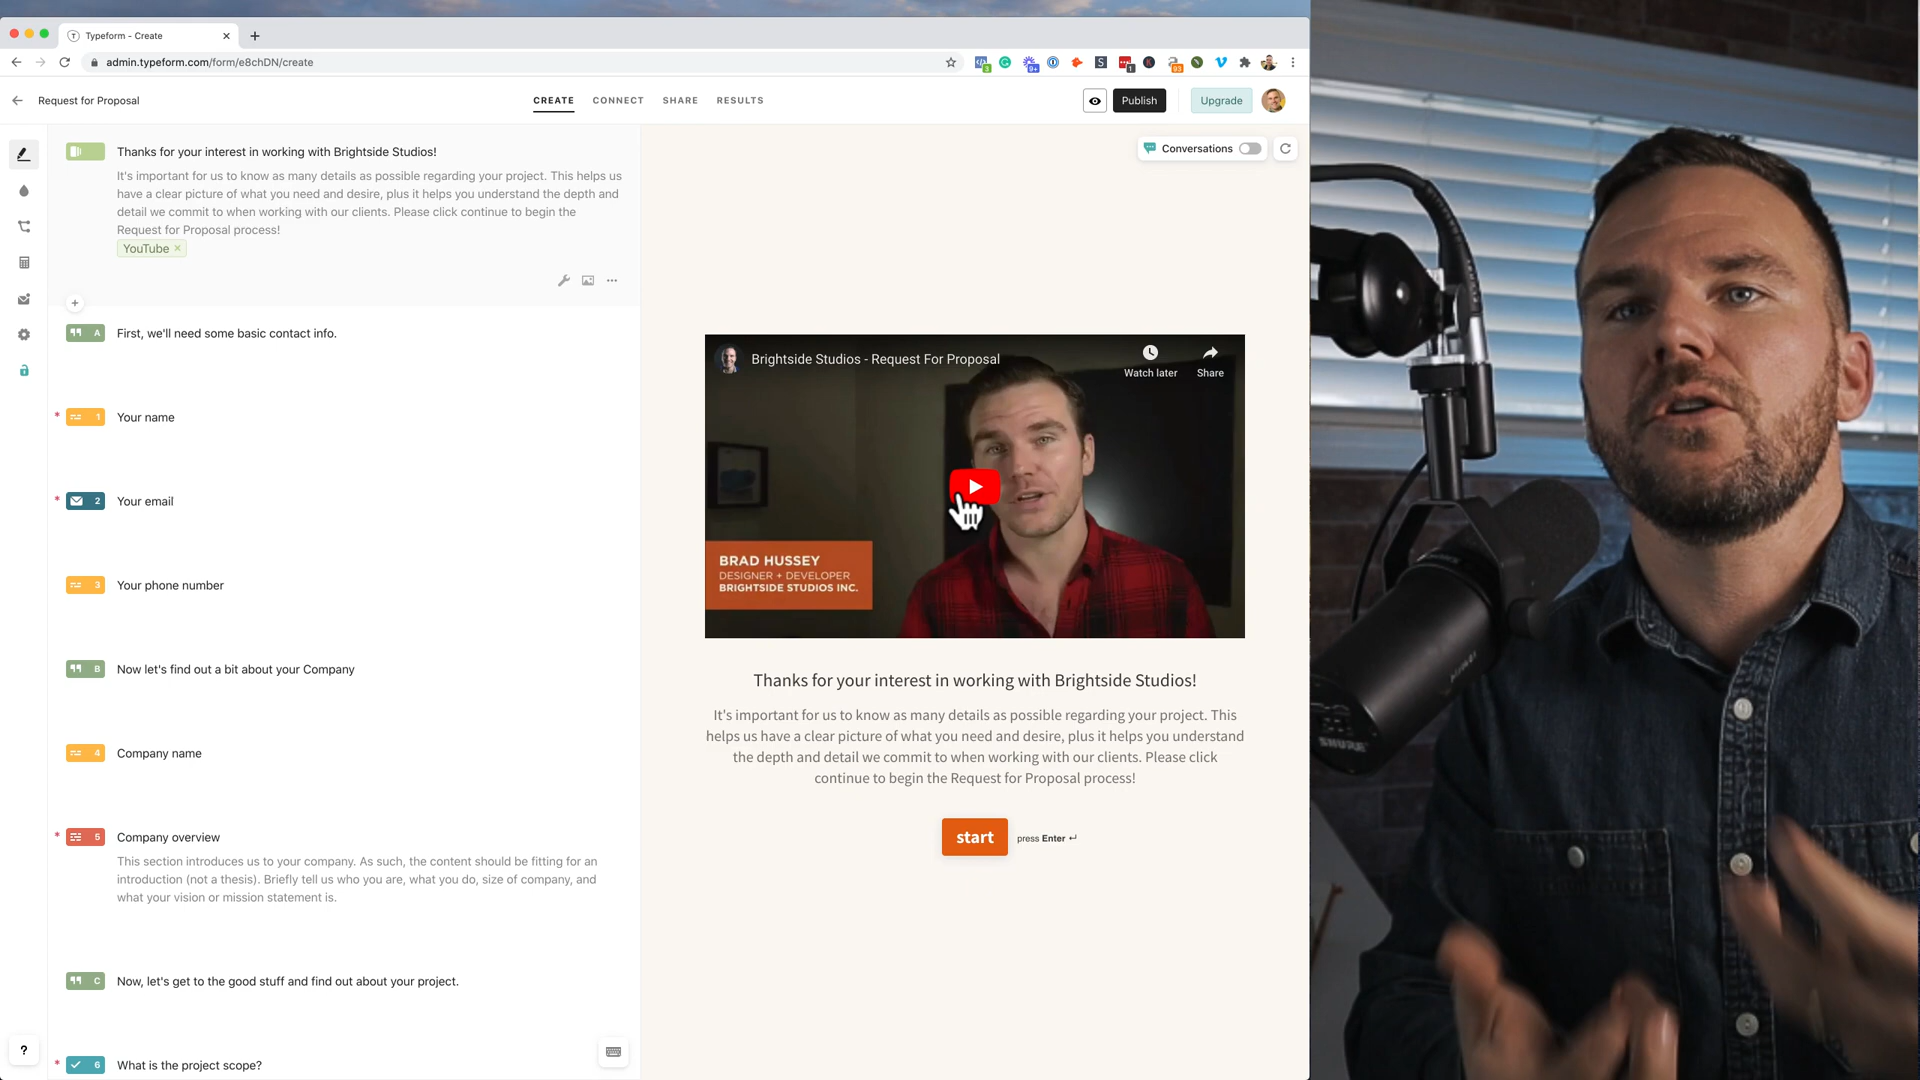 Typeform - Create
admin.typeform.com/form/e8chDN/create
Request for Proposal
CREATE
CONNECT
SHARE
RESULTS
Publish
Upgrade
Thanks for your interest in working with Brightside Studios!
It's important for us to know as many details as possible regarding your project. This helps us
have a clear picture of what you need and desire, plus it helps you understand the depth and
detail we commit to when working with our clients. Please click continue to begin the
Request for Proposal process!
YouTube ×
A First, we'll need some basic contact info.
* 1 Your name
* 2 Your email
3 Your phone number
B Now let's find out a bit about your Company
4 Company name
* 5 Company overview
This section introduces us to your company. As such, the content should be fitting for an
introduction (not a thesis). Briefly tell us who you are, what you do, size of company, and
what your vision or mission statement is.
C Now, let's get to the good stuff and find out about your project.
* 6 What is the project scope?
?
Conversations
Brightside Studios - Request For Proposal
Watch later
Share
BRAD HUSSEY
DESIGNER + DEVELOPER
BRIGHTSIDE STUDIOS INC.
Thanks for your interest in working with Brightside Studios!
It's important for us to know as many details as possible regarding your project. This
helps us have a clear picture of what you need and desire, plus it helps you understand
the depth and detail we commit to when working with our clients. Please click
continue to begin the Request for Proposal process!
start
press Enter ↵
SHURE